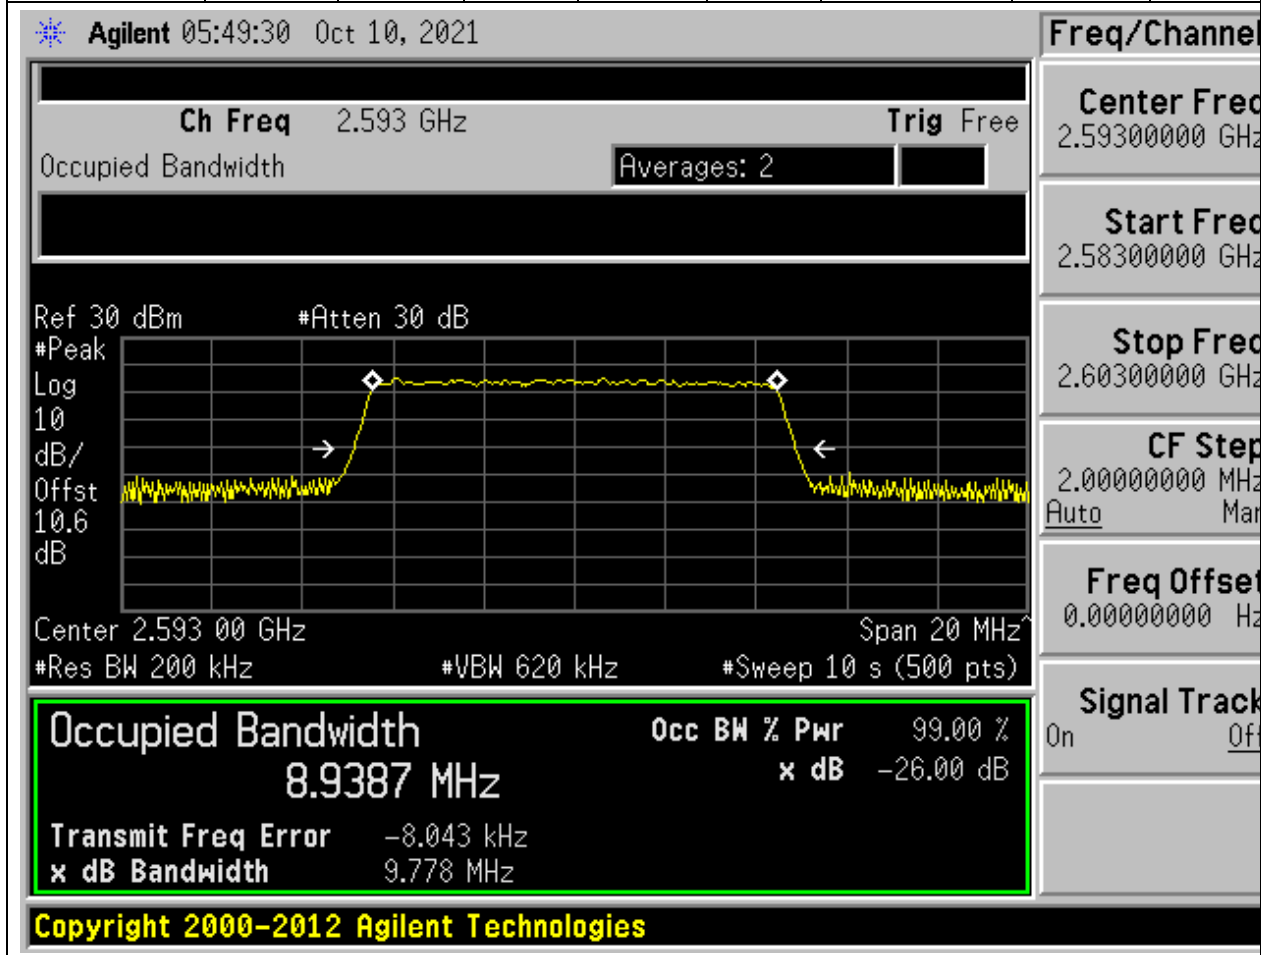 Agilent 05:49:30 Oct 10, 2021
Freq/Channel
Ch Freq 2.593 GHz Trig Free
Occupied Bandwidth Averages: 2
Center Freq
2.59300000 GHz
Start Freq
2.58300000 GHz
Stop Freq
2.60300000 GHz
CF Step
2.00000000 MHz
Auto Man
Freq Offset
0.00000000 Hz
Signal Track
On Off
Ref 30 dBm #Atten 30 dB
#Peak
Log
10
dB/
Offst
10.6
dB
Center 2.593 00 GHz Span 20 MHz^
#Res BW 200 kHz #VBW 620 kHz #Sweep 10 s (500 pts)
Occupied Bandwidth Occ BW % Pwr 99.00 %
8.9387 MHz x dB -26.00 dB
Transmit Freq Error -8.043 kHz
x dB Bandwidth 9.778 MHz
Copyright 2000-2012 Agilent Technologies